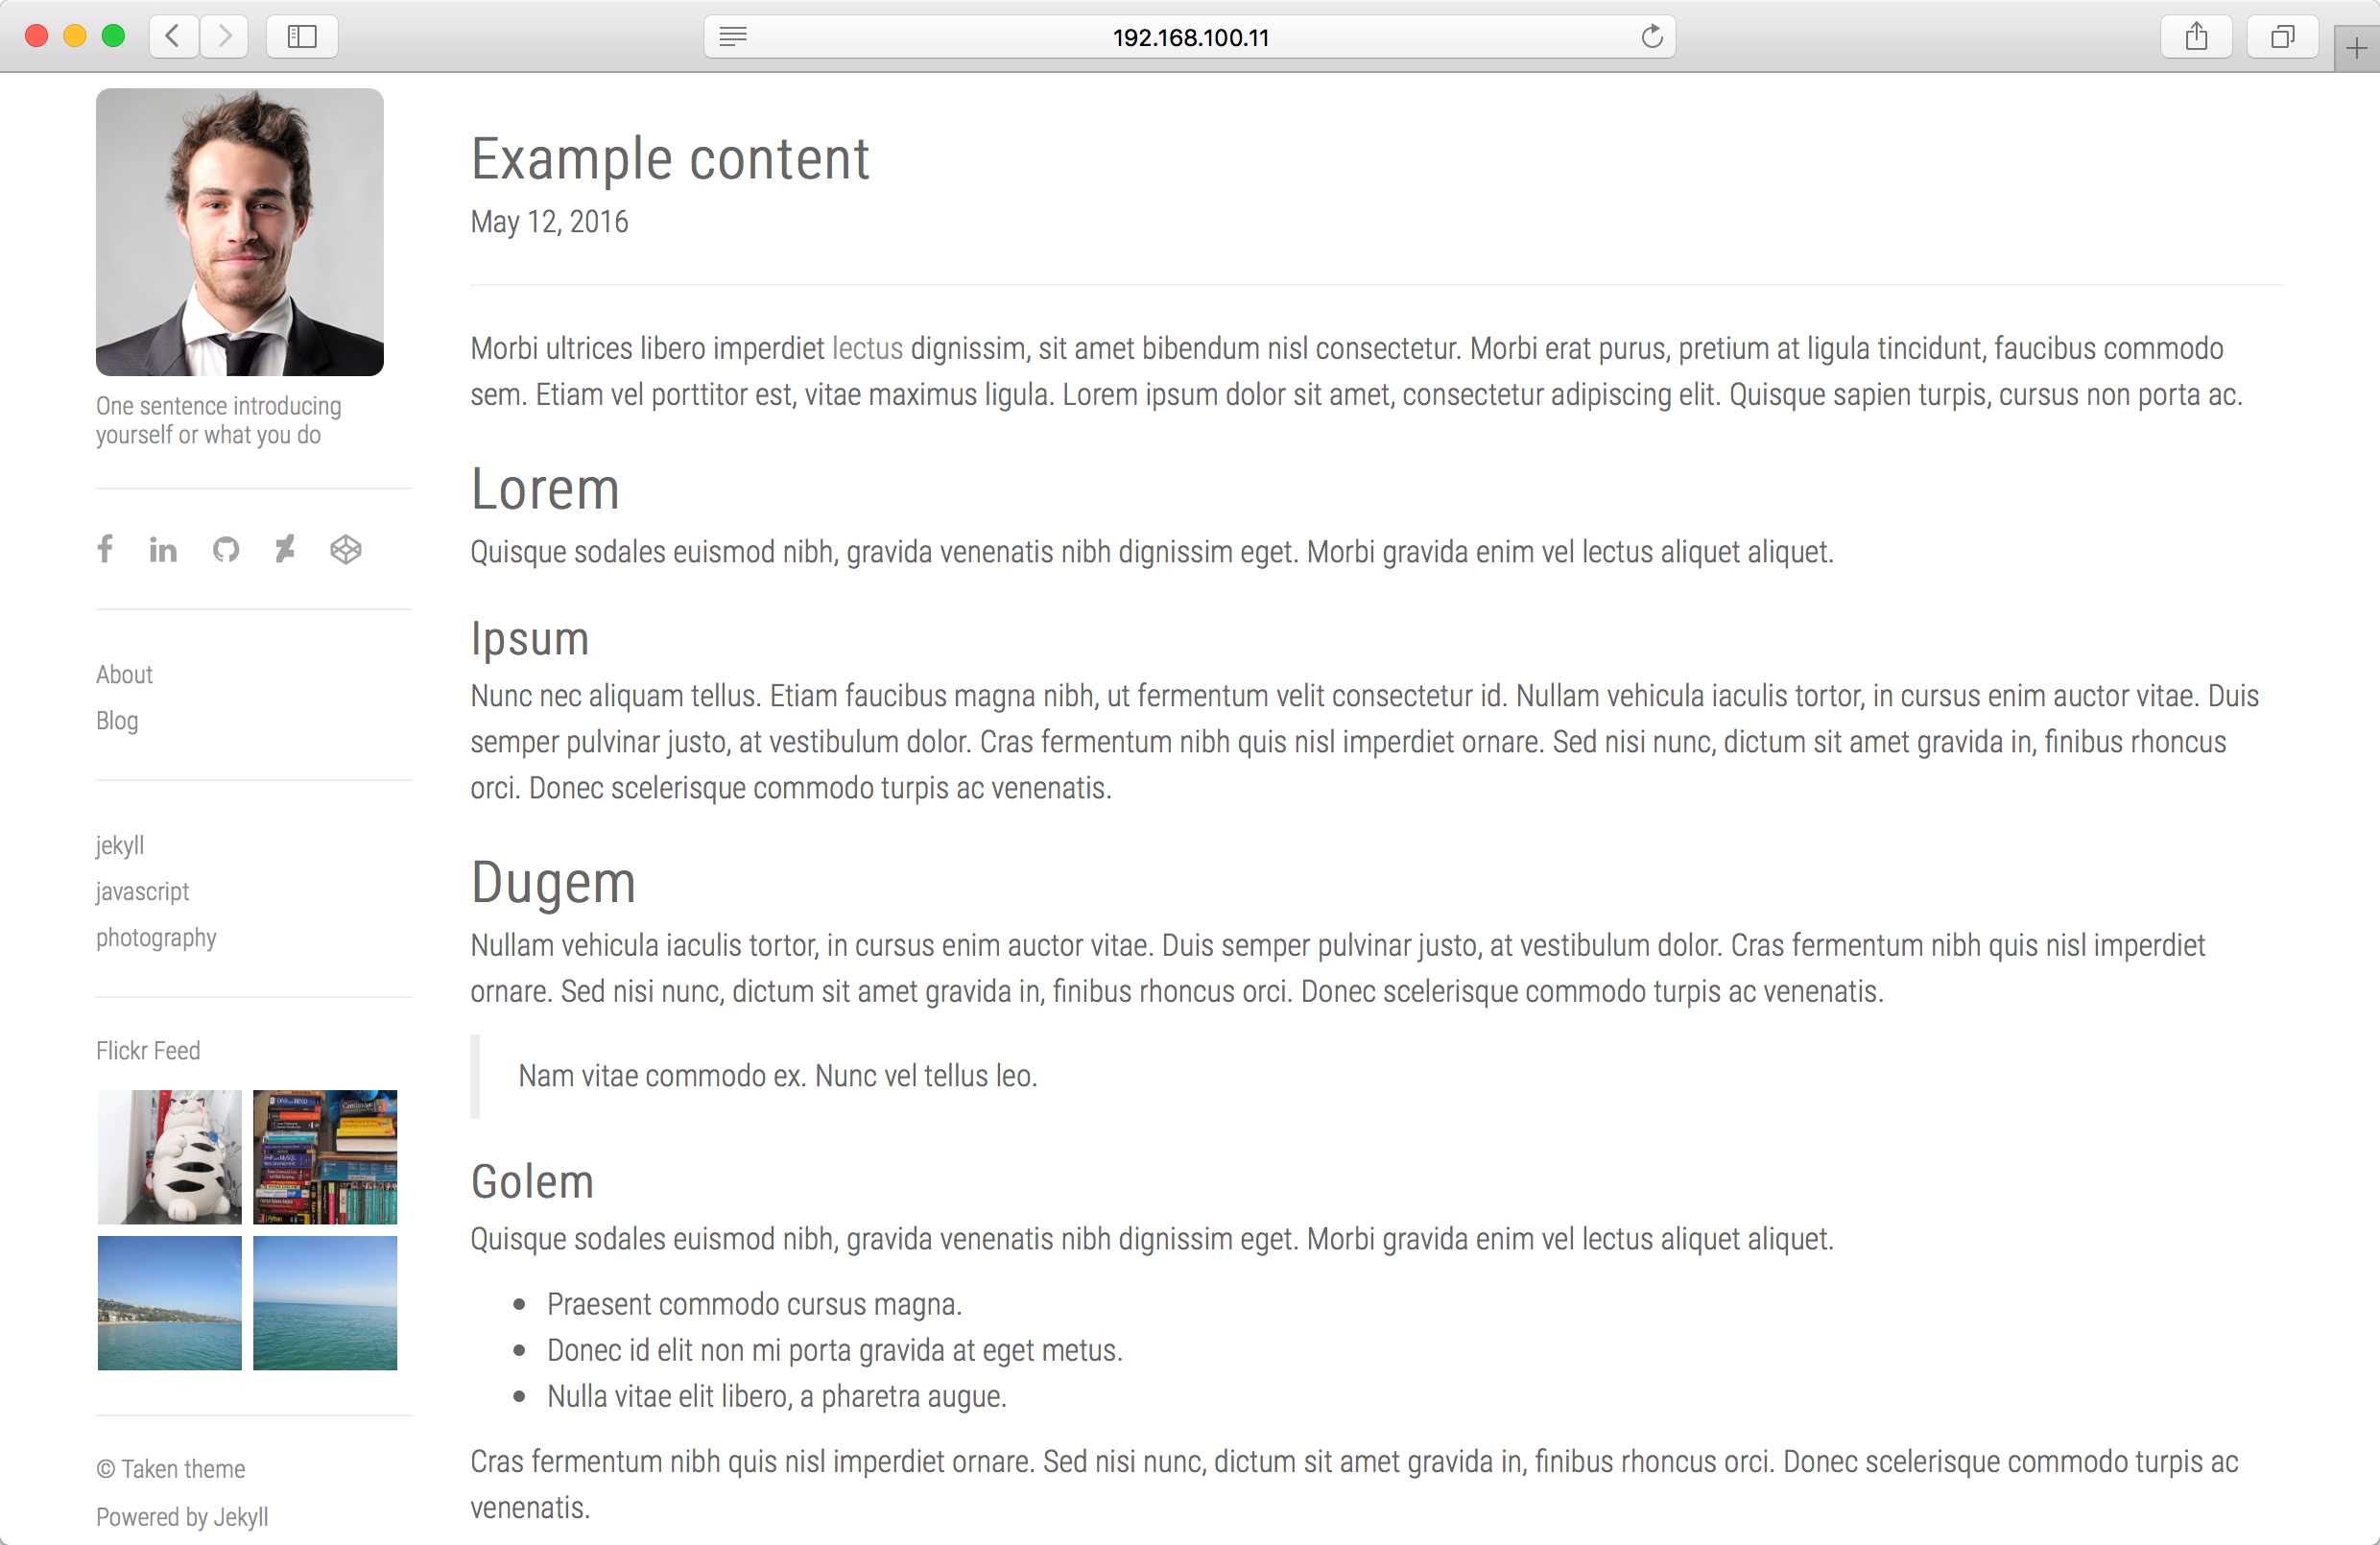 192.168.100.11
One sentence introducing
yourself or what you do
About
Blog
jekyll
javascript
photography
Flickr Feed
© Taken theme
Powered by Jekyll
Example content
May 12, 2016
Morbi ultrices libero imperdiet lectus dignissim, sit amet bibendum nisl consectetur. Morbi erat purus, pretium at ligula tincidunt, faucibus commodo
sem. Etiam vel porttitor est, vitae maximus ligula. Lorem ipsum dolor sit amet, consectetur adipiscing elit. Quisque sapien turpis, cursus non porta ac.
Lorem
Quisque sodales euismod nibh, gravida venenatis nibh dignissim eget. Morbi gravida enim vel lectus aliquet aliquet.
Ipsum
Nunc nec aliquam tellus. Etiam faucibus magna nibh, ut fermentum velit consectetur id. Nullam vehicula iaculis tortor, in cursus enim auctor vitae. Duis
semper pulvinar justo, at vestibulum dolor. Cras fermentum nibh quis nisl imperdiet ornare. Sed nisi nunc, dictum sit amet gravida in, finibus rhoncus
orci. Donec scelerisque commodo turpis ac venenatis.
Dugem
Nullam vehicula iaculis tortor, in cursus enim auctor vitae. Duis semper pulvinar justo, at vestibulum dolor. Cras fermentum nibh quis nisl imperdiet
ornare. Sed nisi nunc, dictum sit amet gravida in, finibus rhoncus orci. Donec scelerisque commodo turpis ac venenatis.
Nam vitae commodo ex. Nunc vel tellus leo.
Golem
Quisque sodales euismod nibh, gravida venenatis nibh dignissim eget. Morbi gravida enim vel lectus aliquet aliquet.
Praesent commodo cursus magna.
Donec id elit non mi porta gravida at eget metus.
Nulla vitae elit libero, a pharetra augue.
Cras fermentum nibh quis nisl imperdiet ornare. Sed nisi nunc, dictum sit amet gravida in, finibus rhoncus orci. Donec scelerisque commodo turpis ac
venenatis.